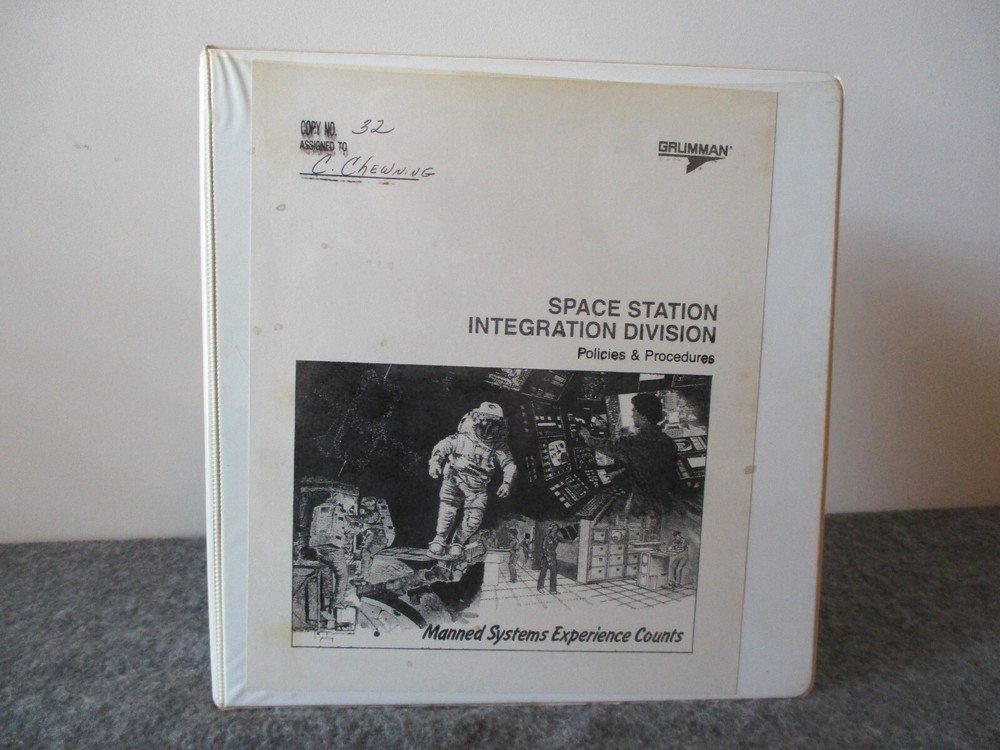 COPY NO. 32
ASSIGNED TO
C. Chewning
GRUMMAN®
SPACE STATION
INTEGRATION DIVISION
Policies & Procedures
Manned Systems Experience Counts